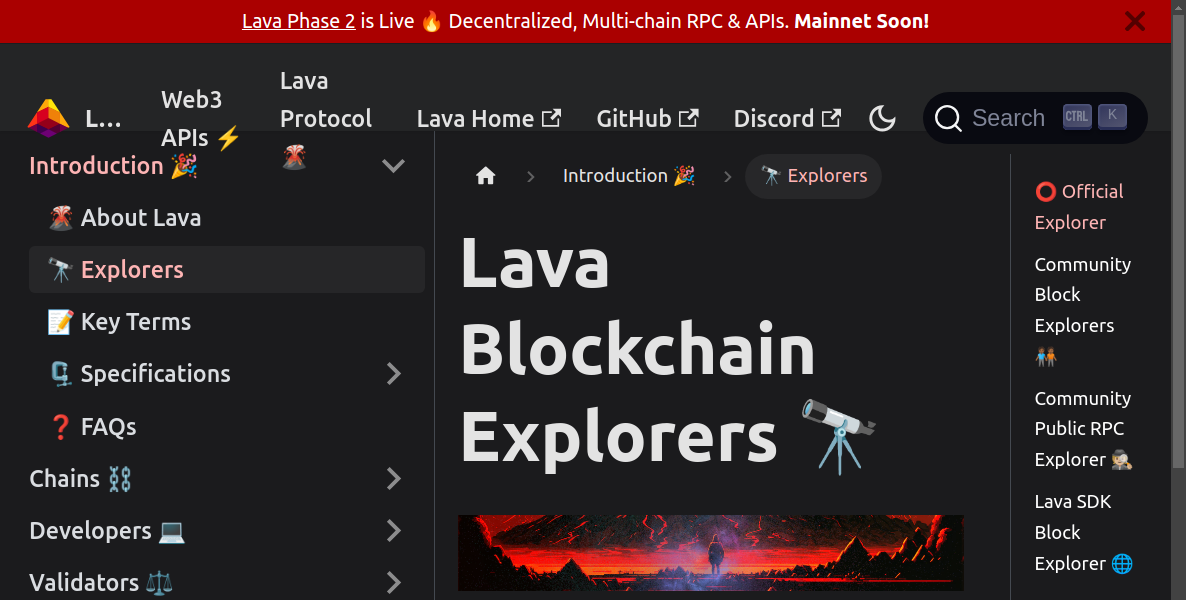 Lava Phase 2 is Live 🔥 Decentralized, Multi-chain RPC & APIs. Mainnet Soon!
L...
Web3
APIs ⚡
Lava
Protocol
🌋
Lava Home
GitHub
Discord
Search
CTRL
K
Introduction 🎉
🌋 About Lava
🔭 Explorers
📝 Key Terms
🗜️ Specifications
❓ FAQs
Chains ⛓️
Developers 💻
Validators ⚖️
Introduction 🎉
🔭 Explorers
Lava
Blockchain
Explorers 🔭
⭕ Official
Explorer
Community
Block
Explorers
🧑‍🤝‍🧑
Community
Public RPC
Explorer 🕵️
Lava SDK
Block
Explorer 🌐